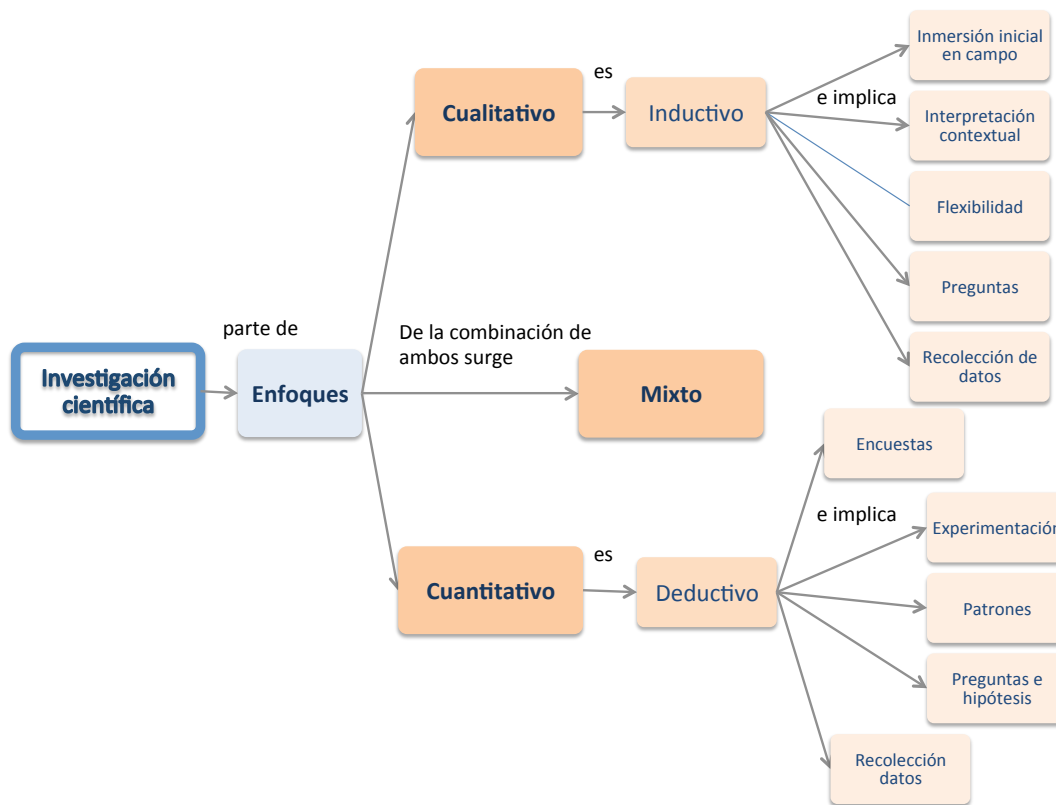 Investigación
científica
parte de
Enfoques
Cualitativo
es
Inductivo
e implica
Inmersión inicial
en campo
Interpretación
contextual
Flexibilidad
Preguntas
Recolección de
datos
De la combinación de
ambos surge
Mixto
Cuantitativo
es
Deductivo
e implica
Encuestas
Experimentación
Patrones
Preguntas e
hipótesis
Recolección
datos